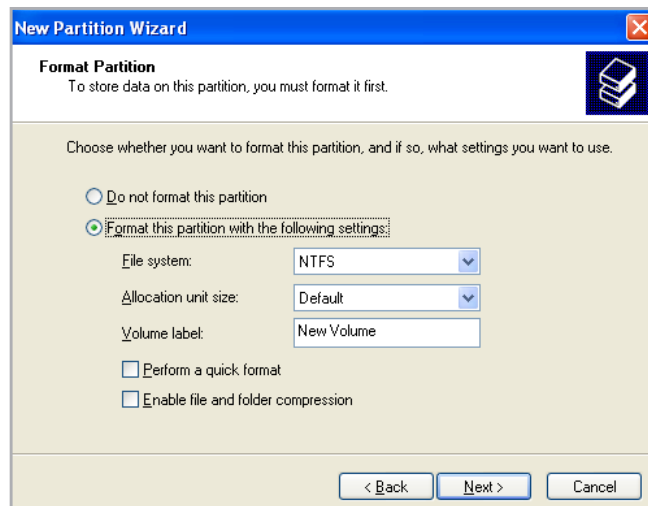 New Partition Wizard
Format Partition
To store data on this partition, you must format it first.
Choose whether you want to format this partition, and if so, what settings you want to use.
Do not format this partition
Format this partition with the following settings:
File system: NTFS
Allocation unit size: Default
Volume label: New Volume
Perform a quick format
Enable file and folder compression
< Back Next > Cancel